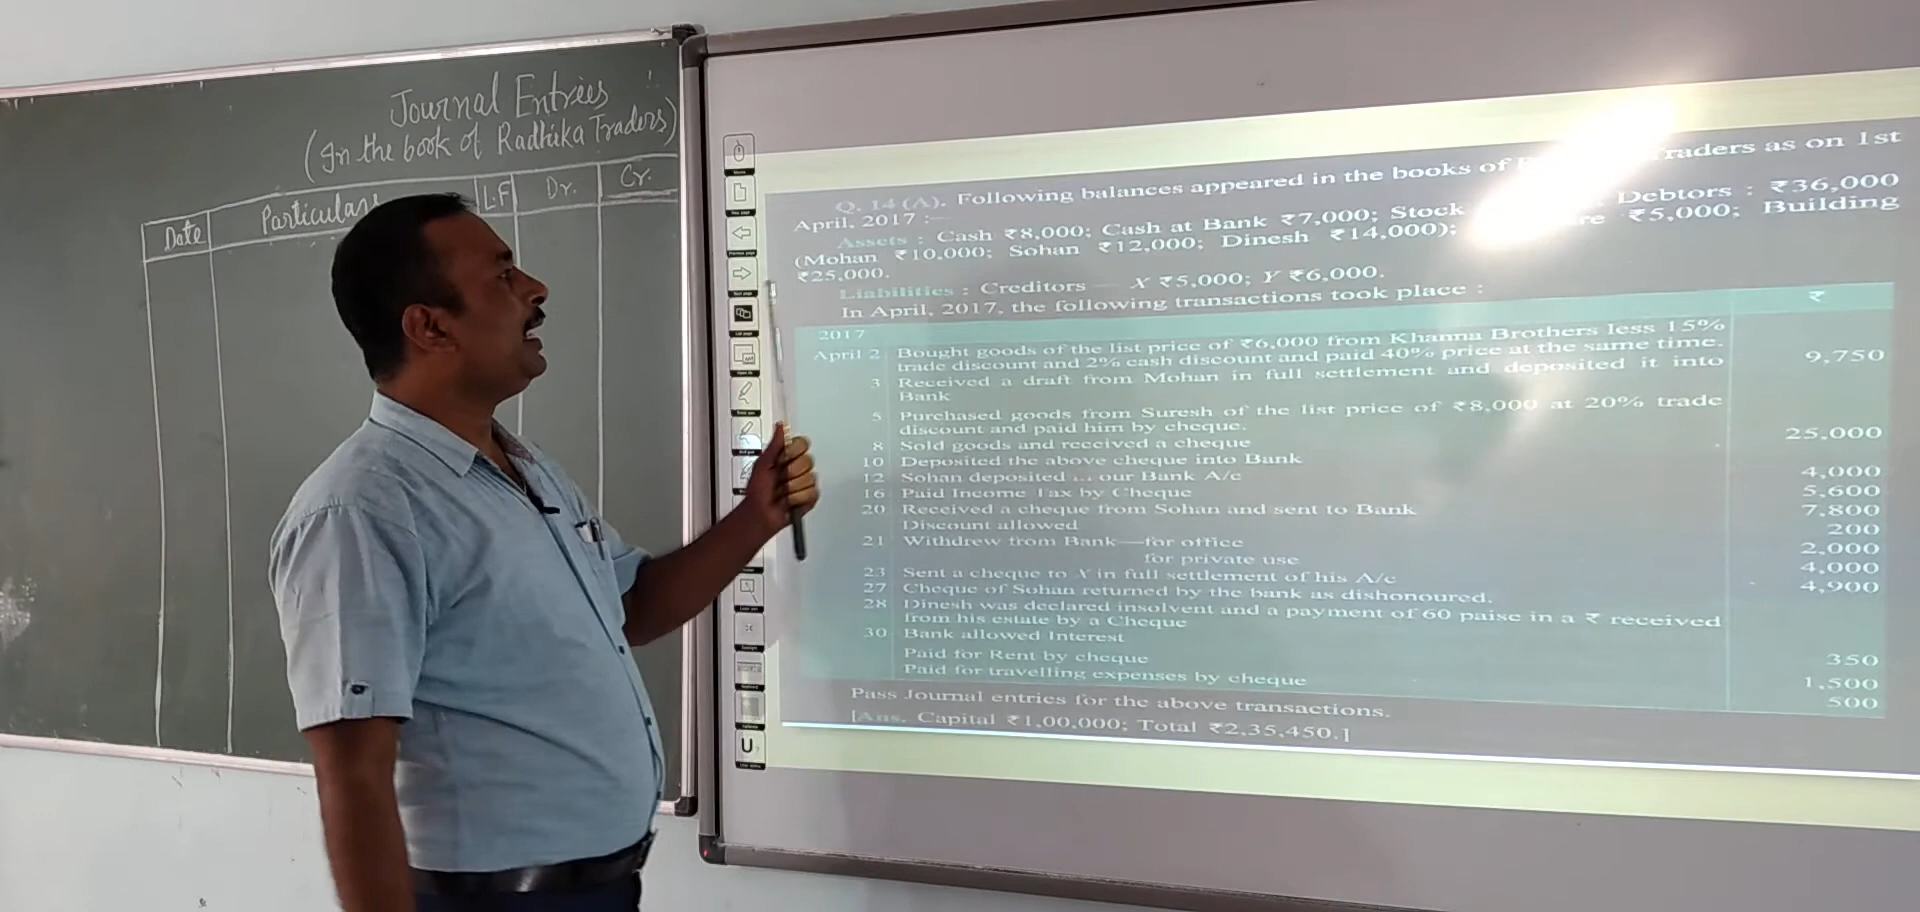 Journal Entries
(In the book of Radhika Traders)
Date Particulars L.F Dr. Cr.
Q. 14 (A). Following balances appeared in the books of raders as on 1st
April, 2017 :—
Assets : Cash ₹8,000; Cash at Bank ₹7,000; Stock Debtors : ₹36,000
(Mohan ₹10,000; Sohan ₹12,000; Dinesh ₹14,000); re ₹5,000; Building
₹25,000.
Liabilities : Creditors — X ₹5,000; Y ₹6,000.
In April, 2017, the following transactions took place :
2017 ₹
April 2 Bought goods of the list price of ₹6,000 from Khanna Brothers less 15%
trade discount and 2% cash discount and paid 40% price at the same time.
3 Received a draft from Mohan in full settlement and deposited it into 9,750
Bank
5 Purchased goods from Suresh of the list price of ₹8,000 at 20% trade
discount and paid him by cheque.
8 Sold goods and received a cheque 25,000
10 Deposited the above cheque into Bank
12 Sohan deposited in our Bank A/c 4,000
16 Paid Income Tax by Cheque 5,600
20 Received a cheque from Sohan and sent to Bank 7,800
Discount allowed 200
21 Withdrew from Bank—for office 2,000
for private use 4,000
23 Sent a cheque to X in full settlement of his A/c 4,900
27 Cheque of Sohan returned by the bank as dishonoured.
28 Dinesh was declared insolvent and a payment of 60 paise in a ₹ received
from his estate by a Cheque
30 Bank allowed Interest 350
Paid for Rent by cheque 1,500
Paid for travelling expenses by cheque 500
Pass Journal entries for the above transactions.
[Ans. Capital ₹1,00,000; Total ₹2,35,450.]